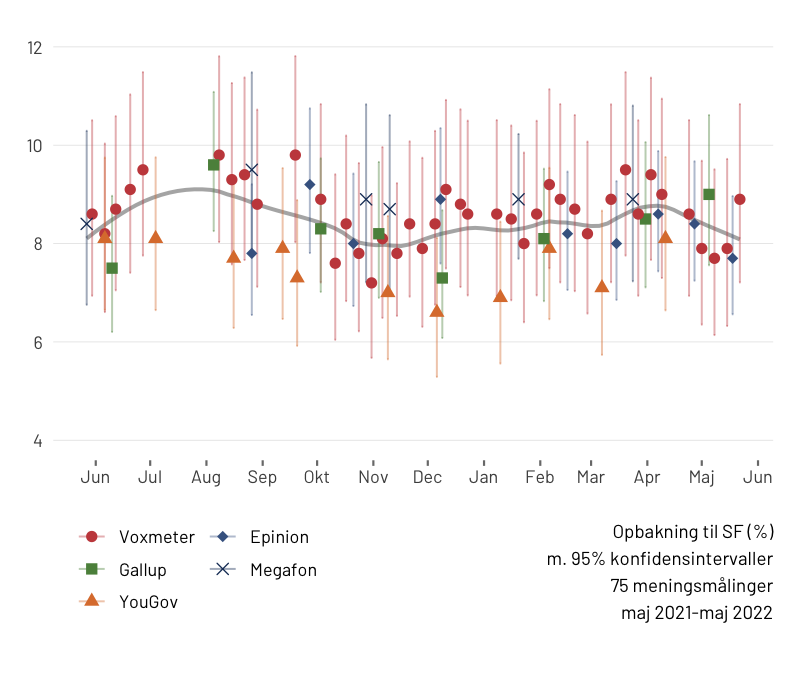 12
10
8
6
4
Jun Jul Aug Sep Okt Nov Dec Jan Feb Mar Apr Maj Jun
Voxmeter Epinion
Gallup Megafon
YouGov
Opbakning til SF (%)
m. 95% konfidensintervaller
75 meningsmålinger
maj 2021-maj 2022